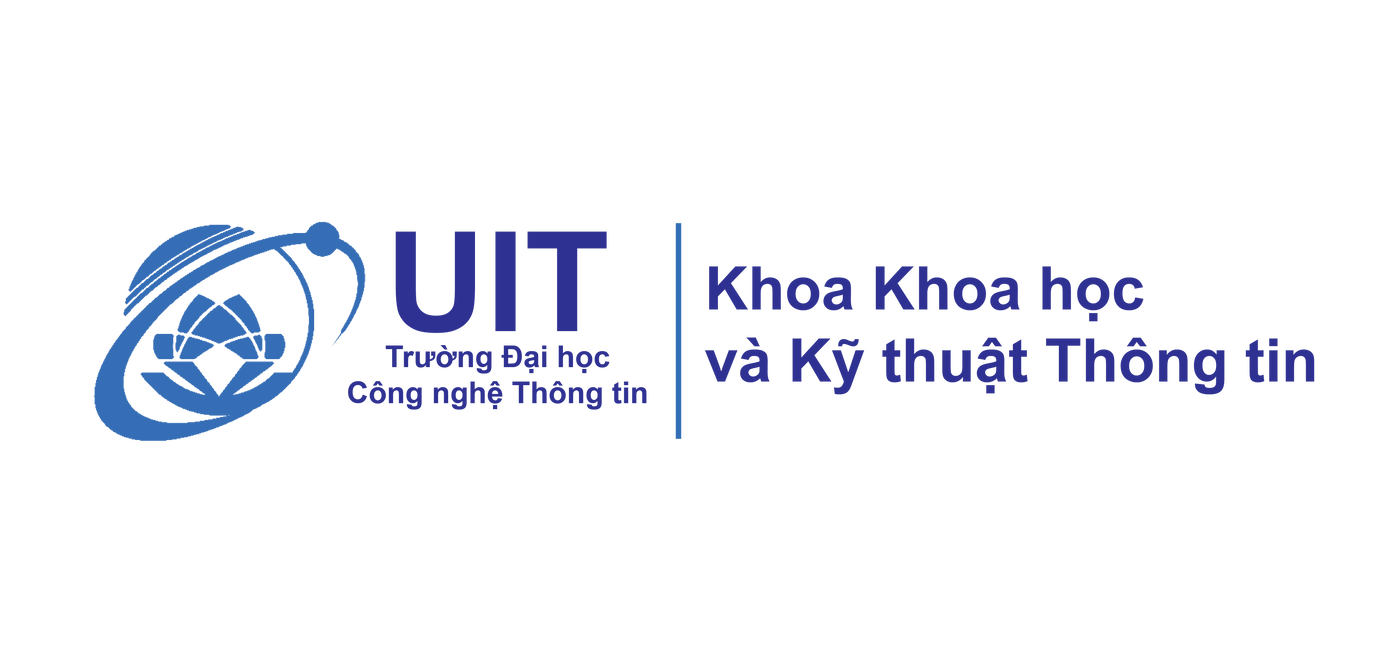 UIT
Trường Đại học
Công nghệ Thông tin
Khoa Khoa học
và Kỹ thuật Thông tin